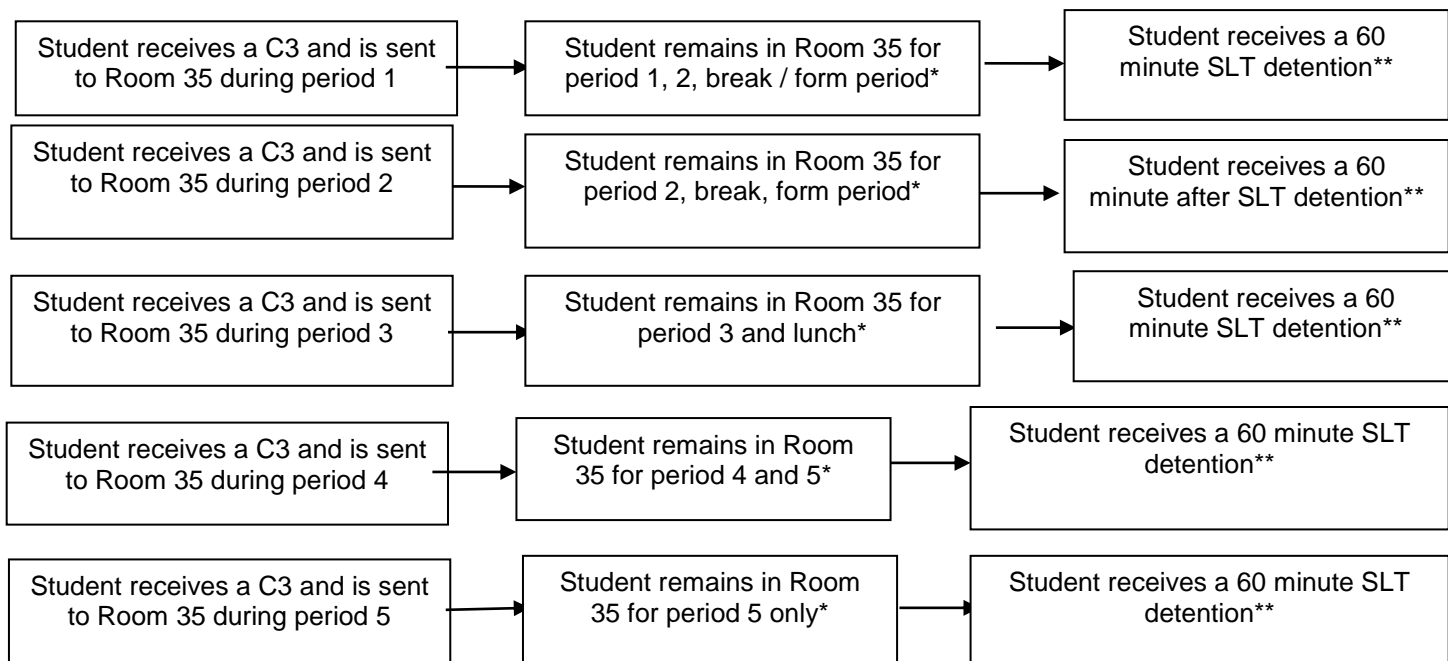 Student receives a C3 and is sent
to Room 35 during period 1
Student remains in Room 35 for
period 1, 2, break / form period*
Student receives a 60
minute SLT detention**
Student receives a C3 and is sent
to Room 35 during period 2
Student remains in Room 35 for
period 2, break, form period*
Student receives a 60
minute after SLT detention**
Student receives a C3 and is sent
to Room 35 during period 3
Student remains in Room 35 for
period 3 and lunch*
Student receives a 60
minute SLT detention**
Student receives a C3 and is sent
to Room 35 during period 4
Student remains in Room
35 for period 4 and 5*
Student receives a 60 minute SLT
detention**
Student receives a C3 and is sent
to Room 35 during period 5
Student remains in Room
35 for period 5 only*
Student receives a 60 minute SLT
detention**